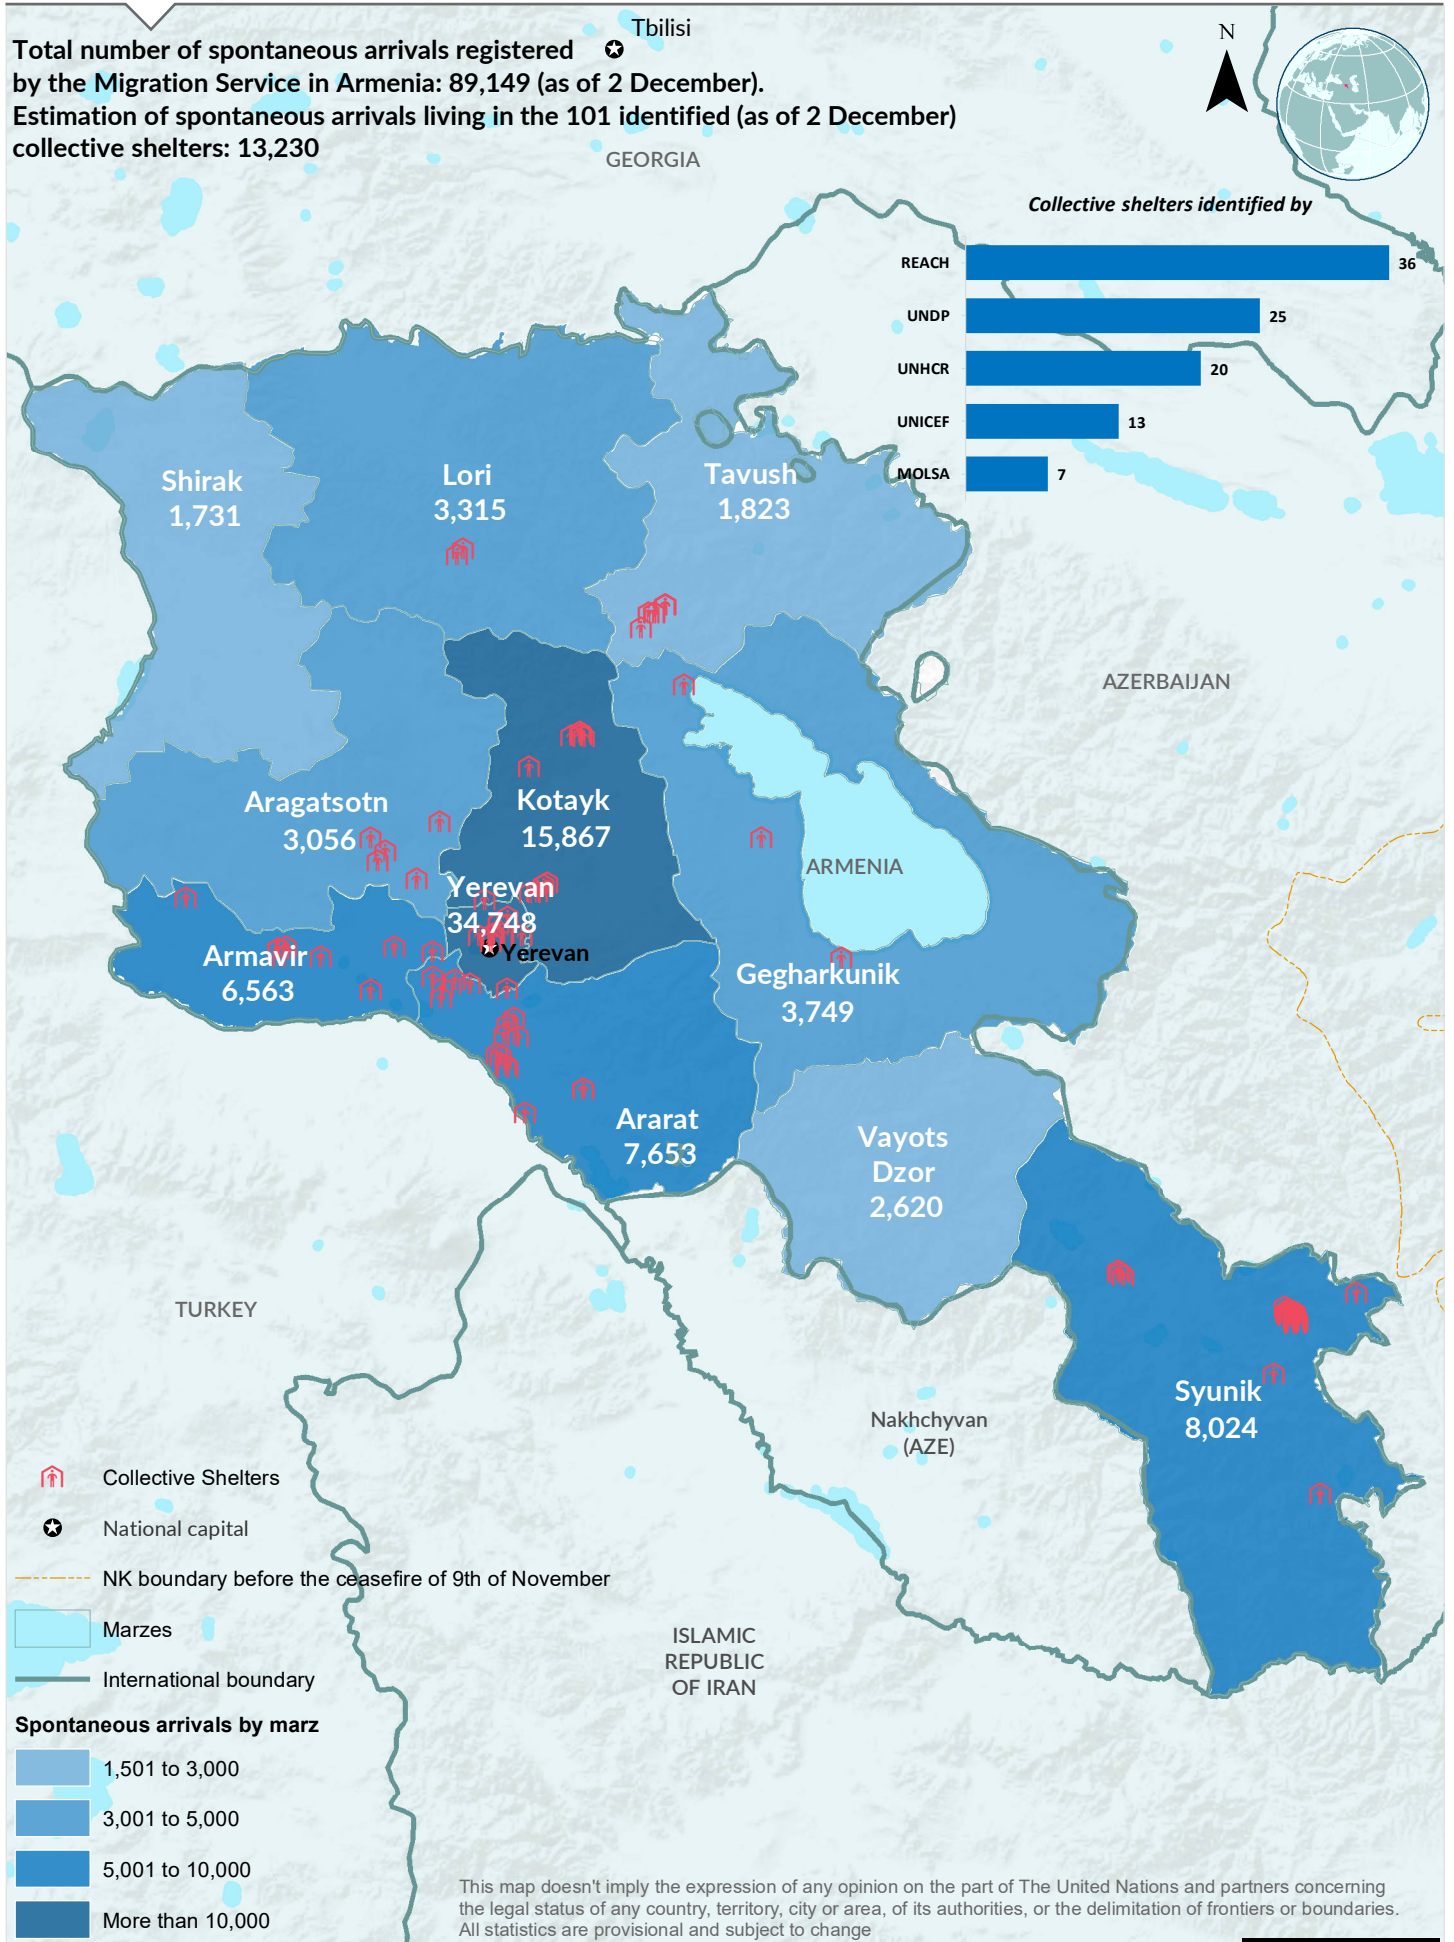 Tbilisi
Total number of spontaneous arrivals registered
by the Migration Service in Armenia: 89,149 (as of 2 December).
Estimation of spontaneous arrivals living in the 101 identified (as of 2 December)
collective shelters: 13,230
N
GEORGIA
Collective shelters identified by
REACH 36
UNDP 25
UNHCR 20
UNICEF 13
MOLSA 7
Shirak
1,731
Lori
3,315
Tavush
1,823
AZERBAIJAN
Aragatsotn
3,056
Kotayk
15,867
ARMENIA
Yerevan
34,748
Yerevan
Armavir
6,563
Gegharkunik
3,749
Ararat
7,653
Vayots
Dzor
2,620
TURKEY
Nakhchyvan
(AZE)
Syunik
8,024
ISLAMIC
REPUBLIC
OF IRAN
Collective Shelters
National capital
NK boundary before the ceasefire of 9th of November
Marzes
International boundary
Spontaneous arrivals by marz
1,501 to 3,000
3,001 to 5,000
5,001 to 10,000
More than 10,000
This map doesn't imply the expression of any opinion on the part of The United Nations and partners concerning
the legal status of any country, territory, city or area, of its authorities, or the delimitation of frontiers or boundaries.
All statistics are provisional and subject to change